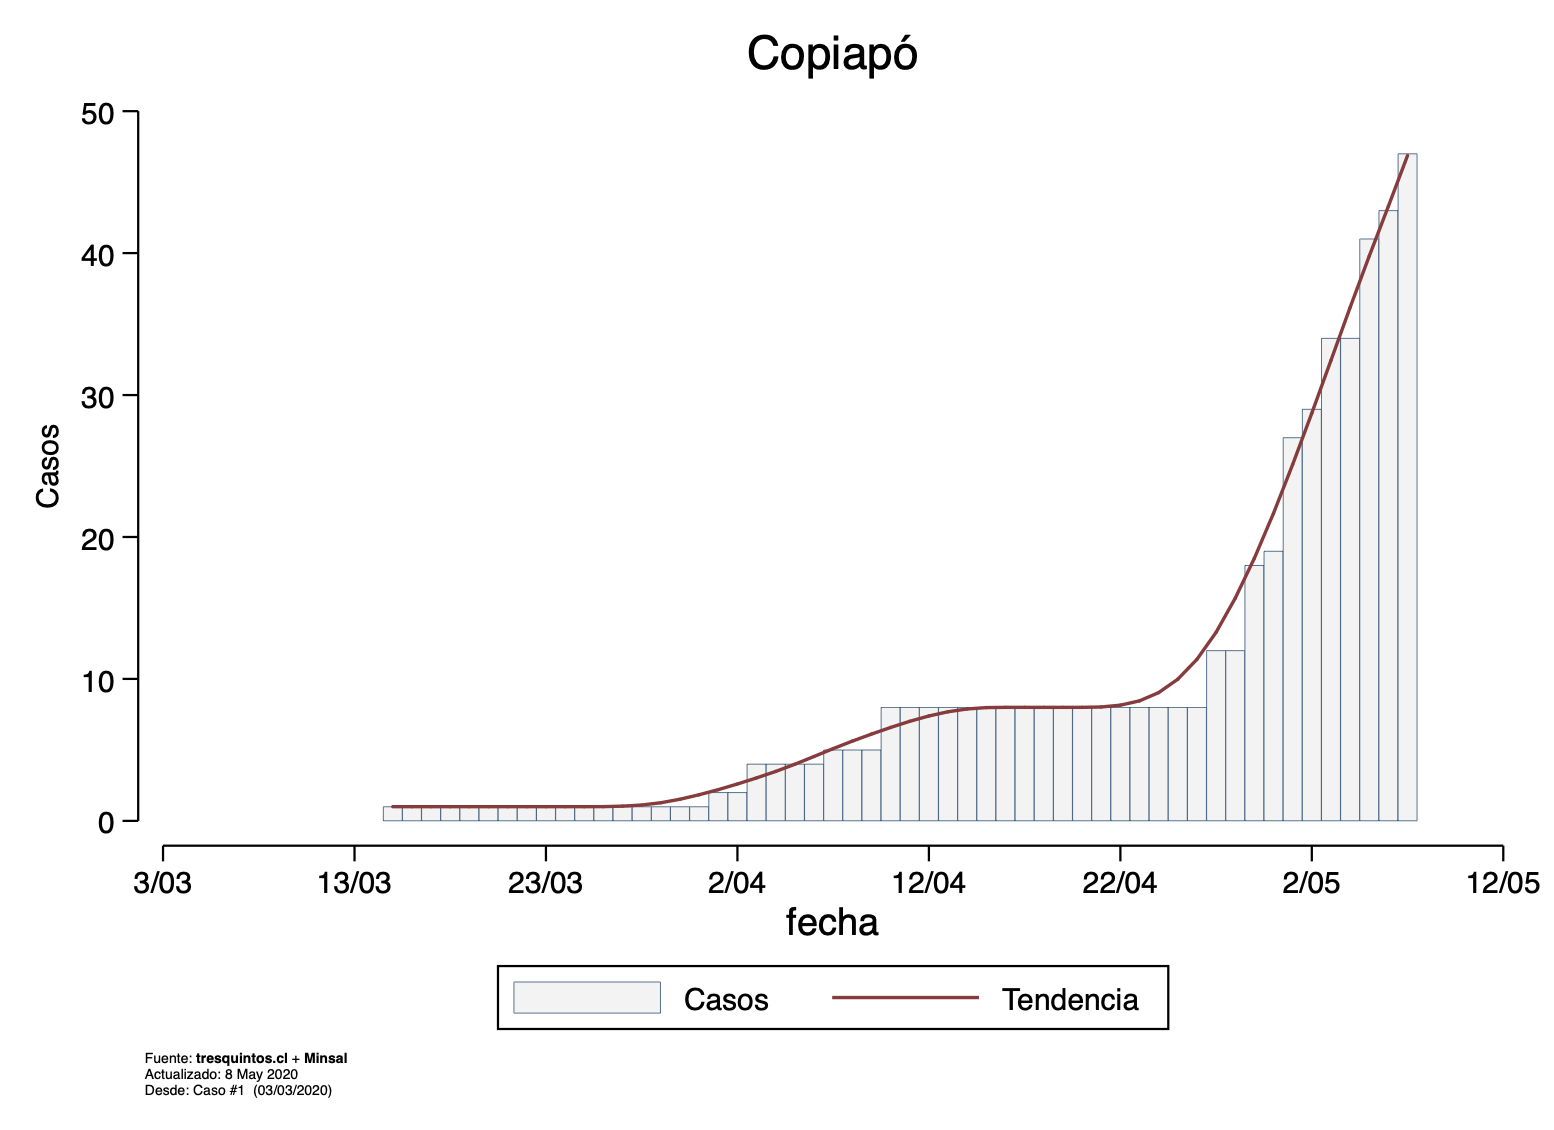 Copiapó
50
40
30
20
10
0
Casos
3/03 13/03 23/03 2/04 12/04 22/04 2/05 12/05
fecha
Casos Tendencia
Fuente: tresquintos.cl + Minsal
Actualizado: 8 May 2020
Desde: Caso #1 (03/03/2020)